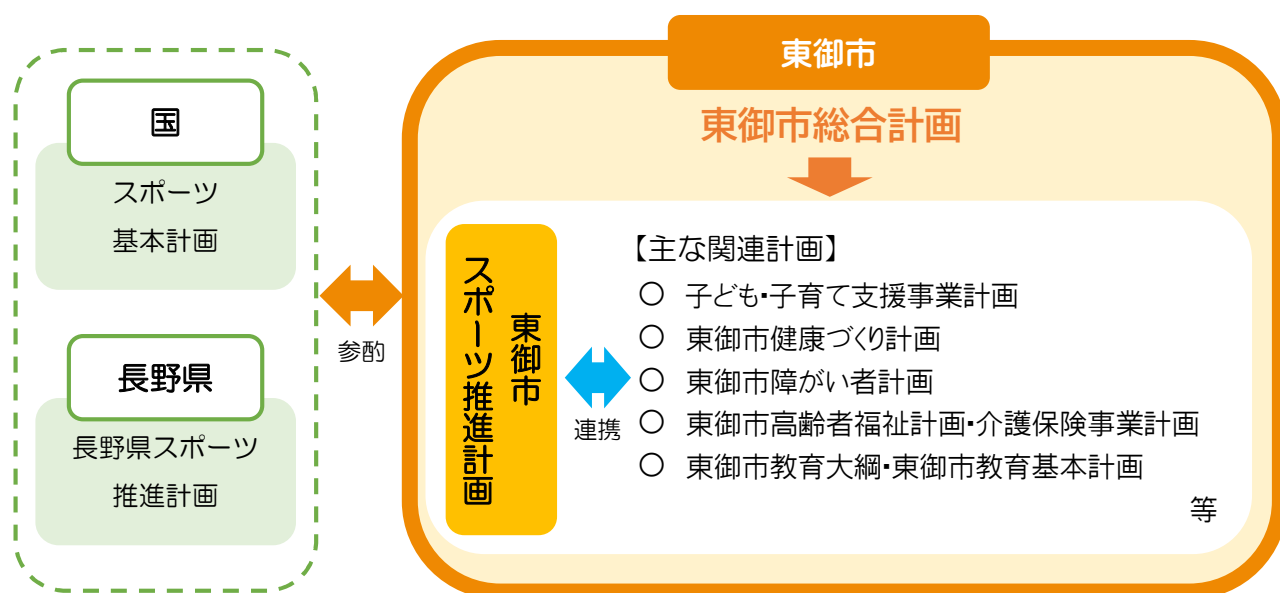 国
スポーツ
基本計画
長野県
長野県スポーツ
推進計画
参酌
東御市
東御市総合計画
東御市
スポーツ推進計画
連携
【主な関連計画】
○ 子ども・子育て支援事業計画
○ 東御市健康づくり計画
○ 東御市障がい者計画
○ 東御市高齢者福祉計画・介護保険事業計画
○ 東御市教育大綱・東御市教育基本計画
等